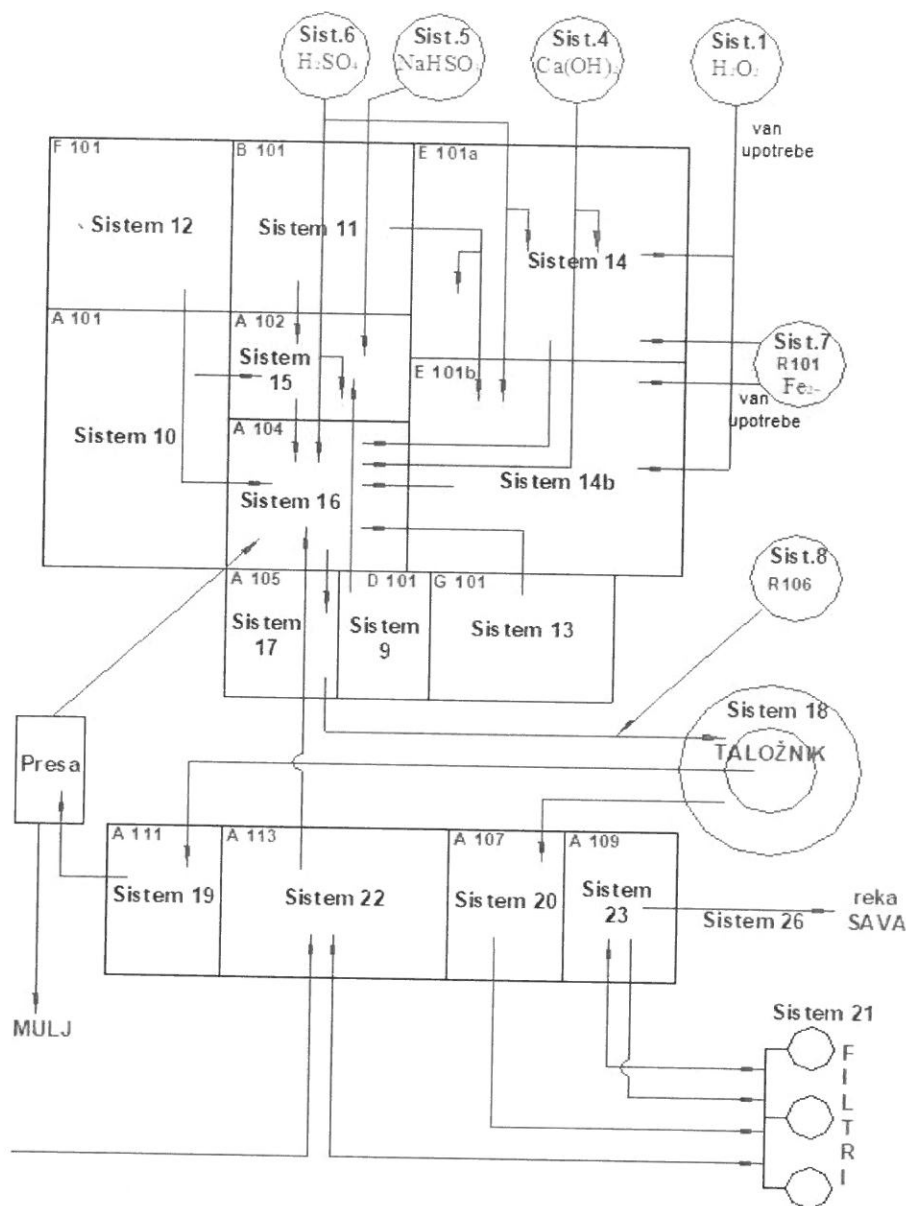 Sist.6
H₂SO₄
Sist.5
NaHSO₃
Sist.4
Ca(OH)₂
Sist.1
H₂O₂
van
upotrebe
F 101
B 101
E 101a
Sistem 12
Sistem 11
Sistem 14
A 101
A 102
Sistem
15
E 101b
Sist.7
R101
van
upotrebe
A 104
Sistem 10
Sistem 16
Sistem 14b
A 105
D 101
G 101
Sistem
17
Sistem
9
Sistem 13
Sist.8
R106
Sistem 18
TALOŽNIK
Presa
A 111
A 113
A 107
A 109
Sistem 19
Sistem 22
Sistem 20
Sistem
23
Sistem 26
reka
SAVA
MULJ
Sistem 21
FILTRI